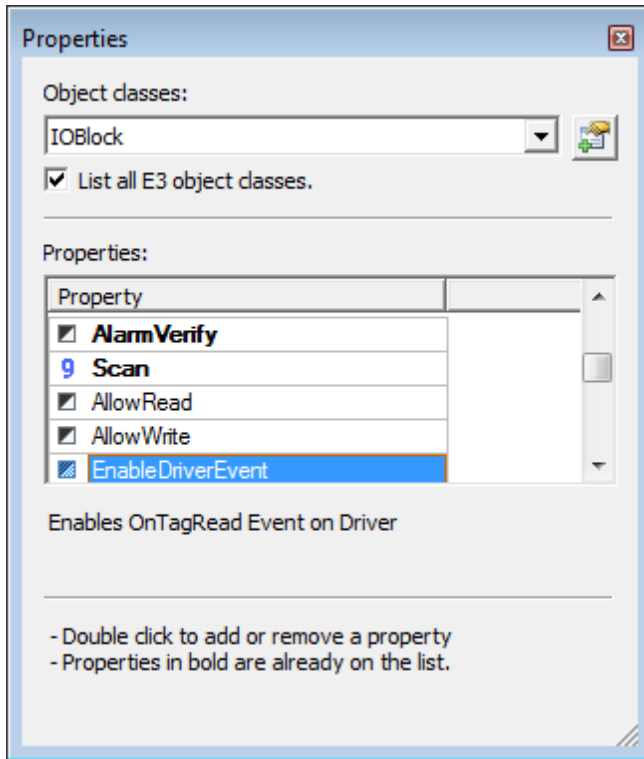 Properties
Object classes:
IOBlock
List all E3 object classes.
Properties:
Property
AlarmVerify
9 Scan
AllowRead
AllowWrite
EnableDriverEvent
Enables OnTagRead Event on Driver
- Double click to add or remove a property
- Properties in bold are already on the list.